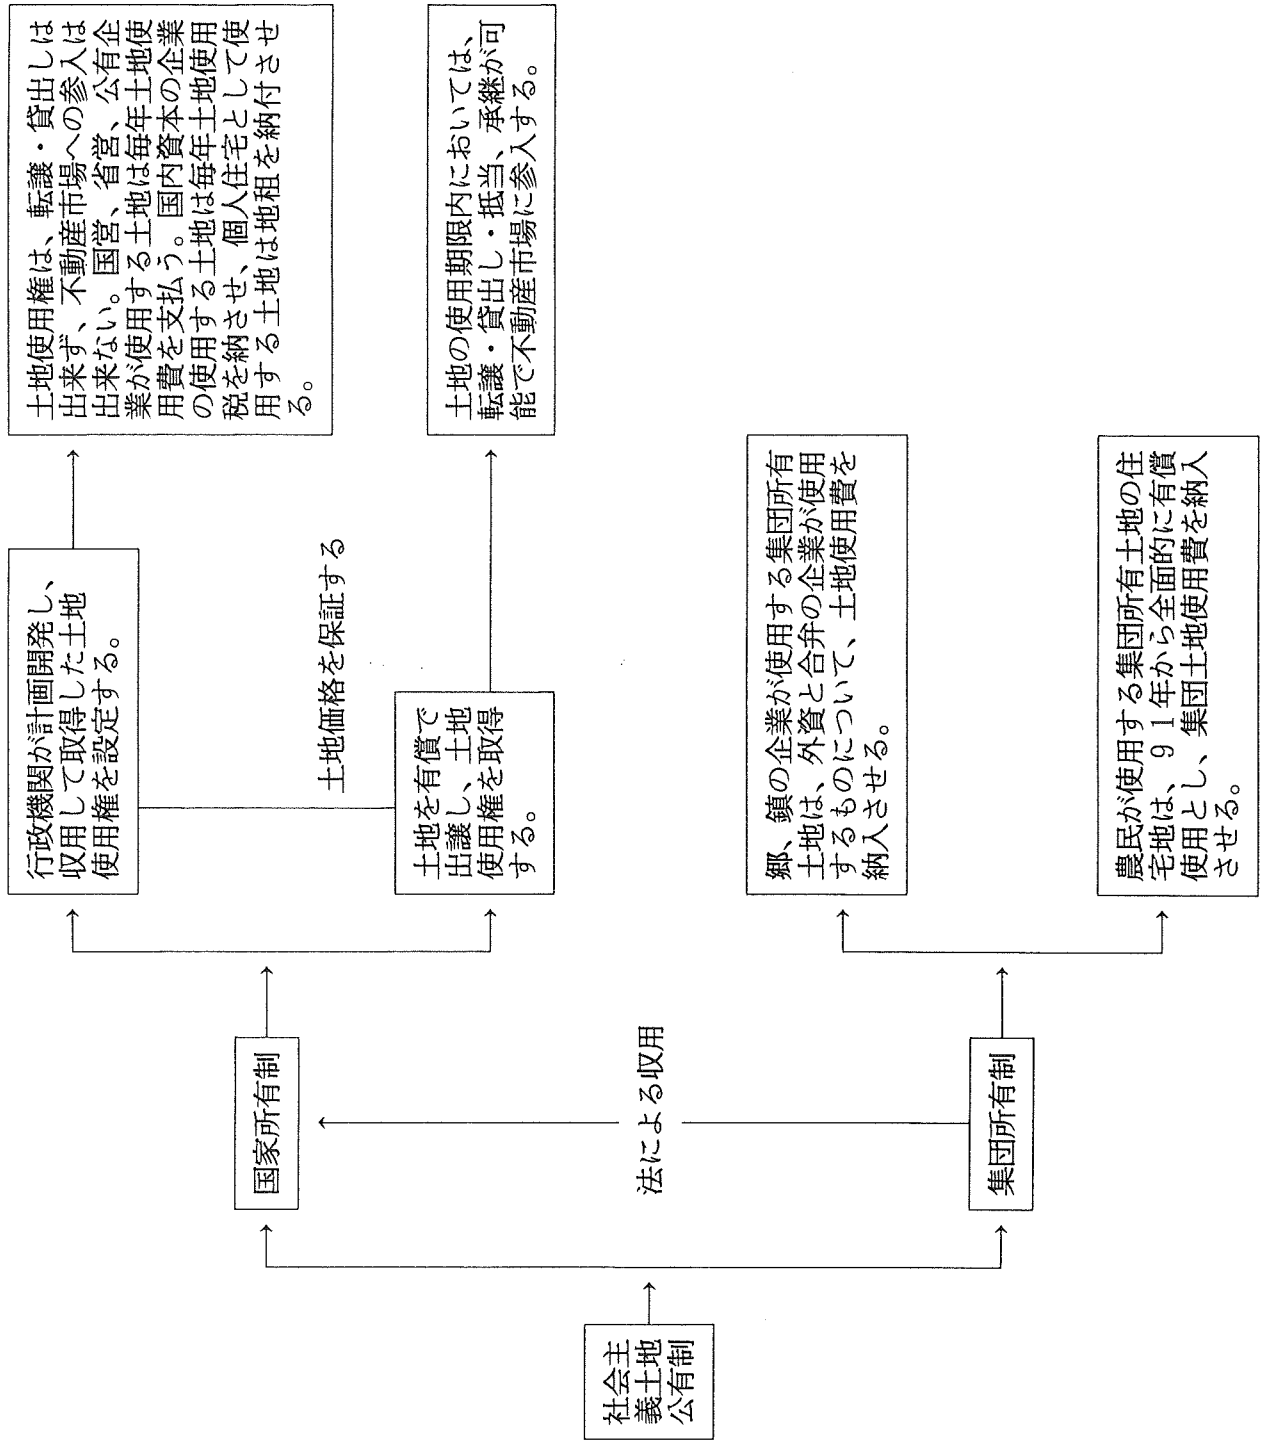 社会主
義土地
公有制
国家所有制
法による収用
集団所有制
行政機関が計画開発し、
収用して取得した土地
使用権を設定する。
土地価格を保証する
土地を有償で
出譲し、土地
使用権を取得
する。
郷、鎮の企業が使用する集団所有
土地は、外資と合弁の企業が使用
するものについて、土地使用費を
納入させる。
農民が使用する集団所有土地の住
宅地は、91年から全面的に有償
使用とし、集団土地使用費を納入
させる。
土地使用権は、転譲・貸出しは
出来ず、不動産市場への参入は
出来ない。国営、省営、公有企
業が使用する土地は毎年土地使
用費を支払う。国内資本の企業
の使用する土地は毎年土地使用
税を納させ、個人住宅として使
用する土地は地租を納付させ
る。
土地の使用期限内においては、
転譲・貸出し・抵当、承継が可
能で不動産市場に参入する。